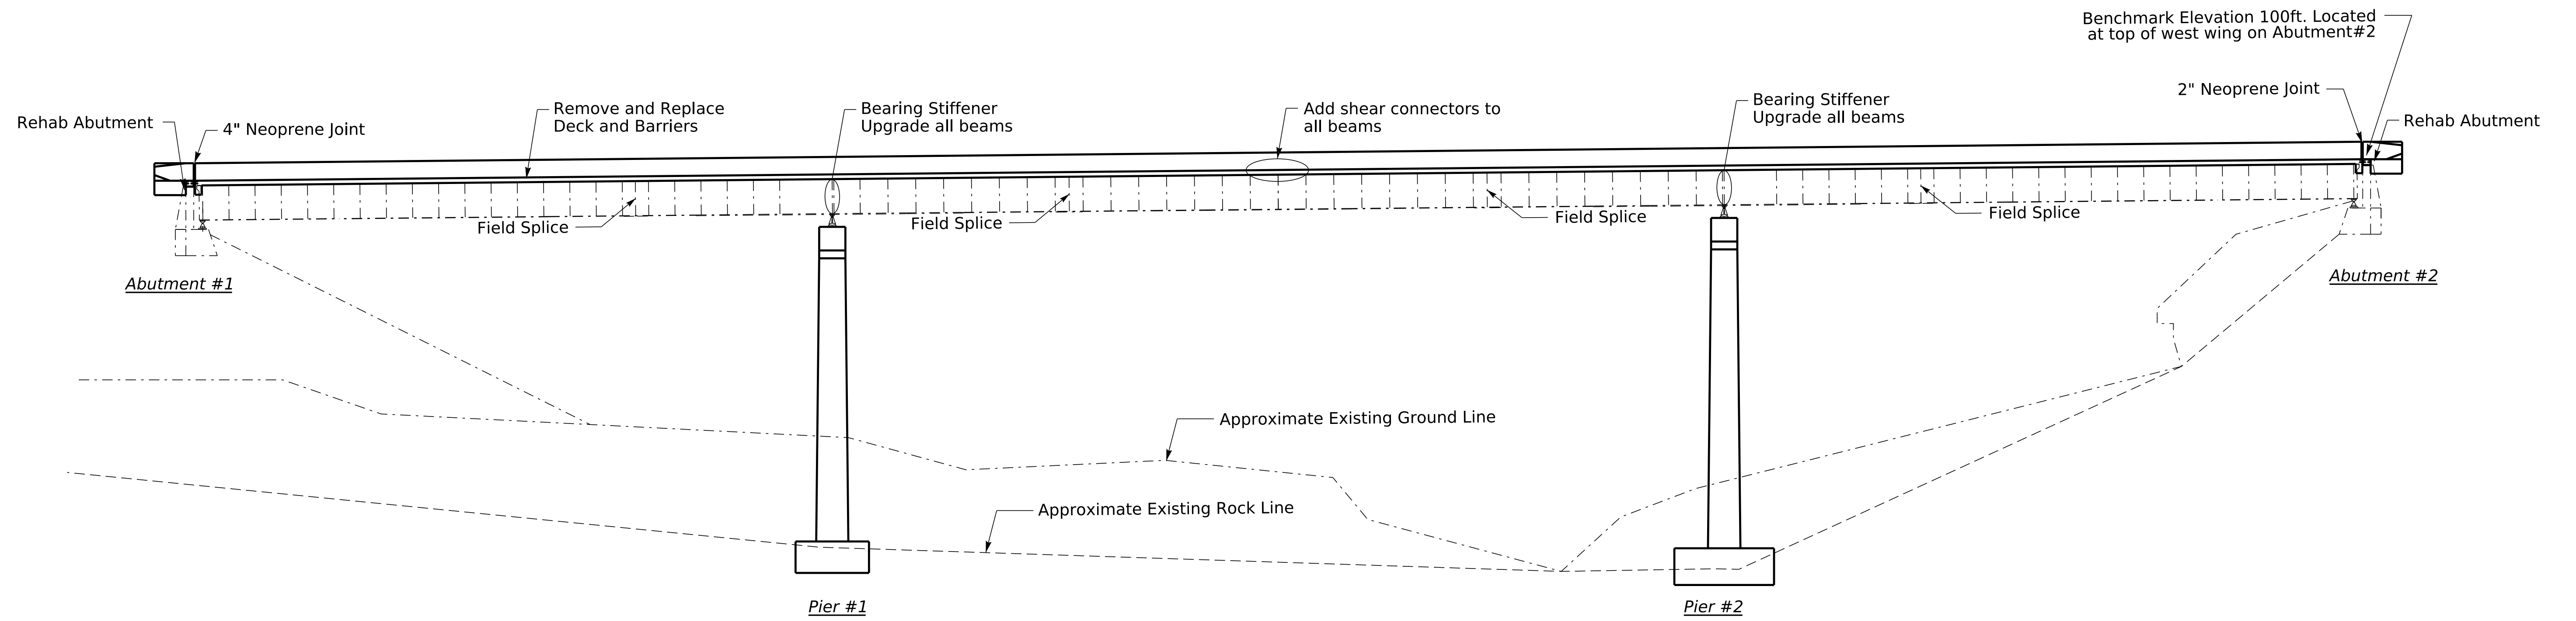 Benchmark Elevation 100ft. Located
at top of west wing on Abutment#2
Rehab Abutment
4" Neoprene Joint
Remove and Replace
Deck and Barriers
Bearing Stiffener
Upgrade all beams
Add shear connectors to
all beams
Bearing Stiffener
Upgrade all beams
2" Neoprene Joint
Rehab Abutment
Field Splice
Field Splice
Field Splice
Field Splice
Abutment #1
Abutment #2
Approximate Existing Ground Line
Approximate Existing Rock Line
Pier #1
Pier #2